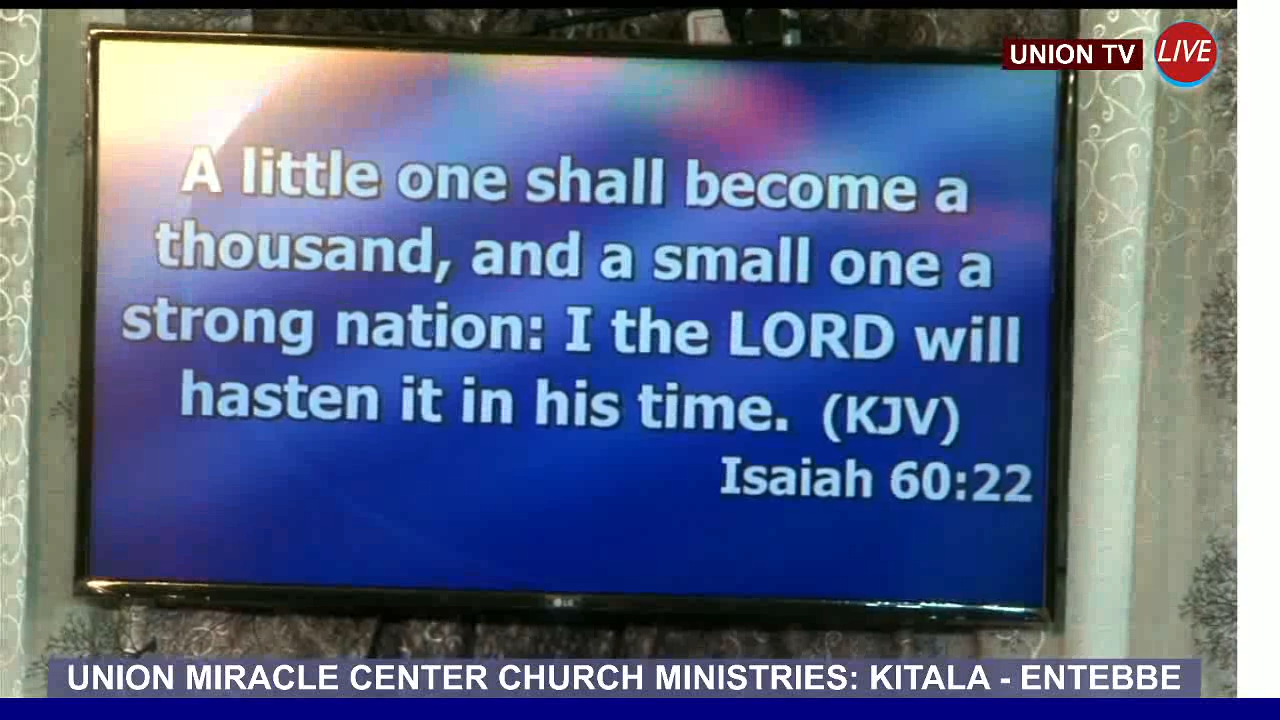 UNION TV
LIVE
A little one shall become a
thousand, and a small one a
strong nation: I the LORD will
hasten it in his time. (KJV)
Isaiah 60:22
LG
UNION MIRACLE CENTER CHURCH MINISTRIES: KITALA - ENTEBBE